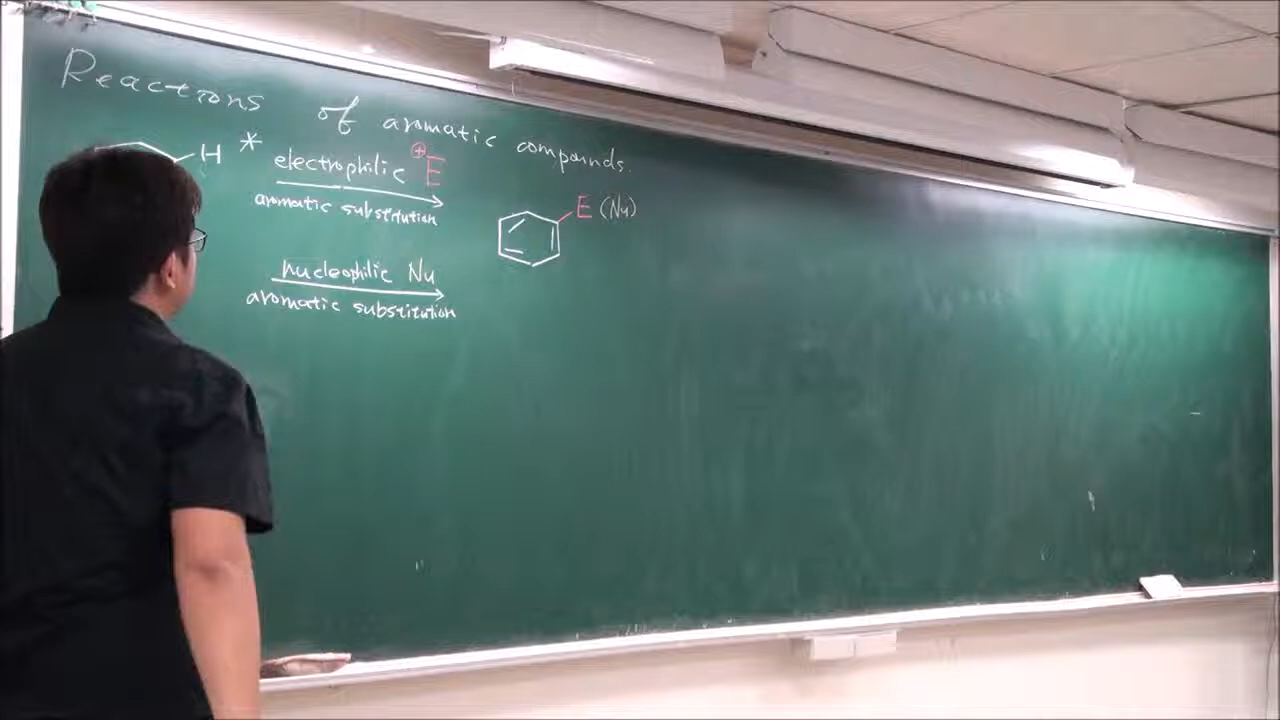 Reactions of aromatic compounds.
H * electrophilic ⊕E
aromatic substitution
E (Nu)
nucleophilic Nu
aromatic substitution